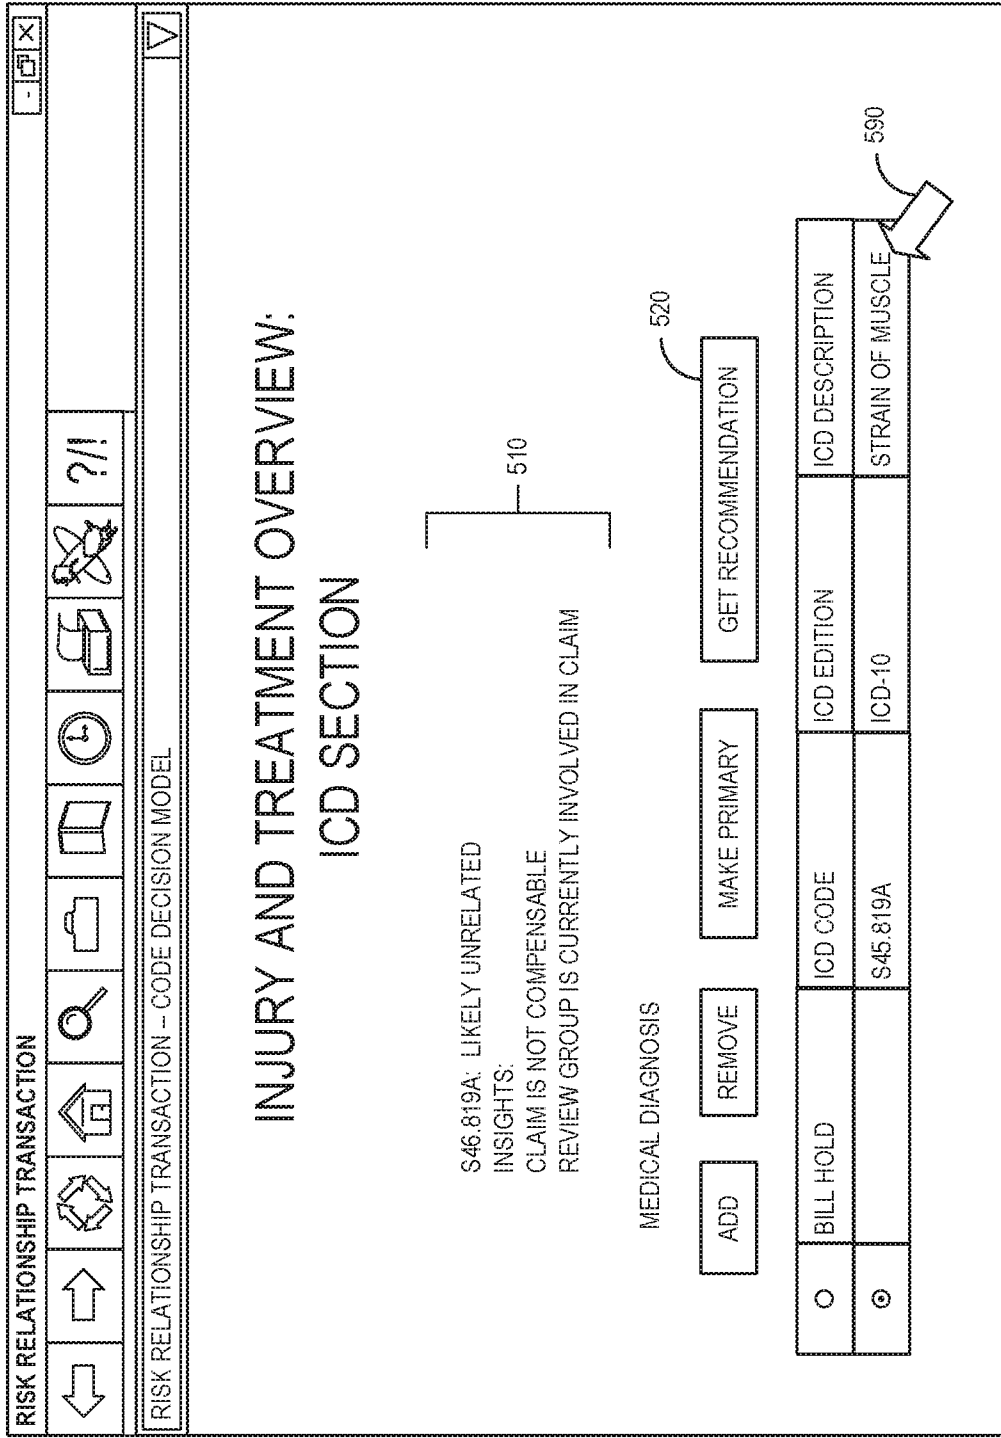 RISK RELATIONSHIP TRANSACTION
?/!
RISK RELATIONSHIP TRANSACTION – CODE DECISION MODEL
INJURY AND TREATMENT OVERVIEW:
ICD SECTION
S46.819A: LIKELY UNRELATED
INSIGHTS:
CLAIM IS NOT COMPENSABLE
REVIEW GROUP IS CURRENTLY INVOLVED IN CLAIM
510
MEDICAL DIAGNOSIS
520
ADD REMOVE MAKE PRIMARY GET RECOMMENDATION
BILL HOLD ICD CODE ICD EDITION ICD DESCRIPTION
S45.819A ICD-10 STRAIN OF MUSCLE
590